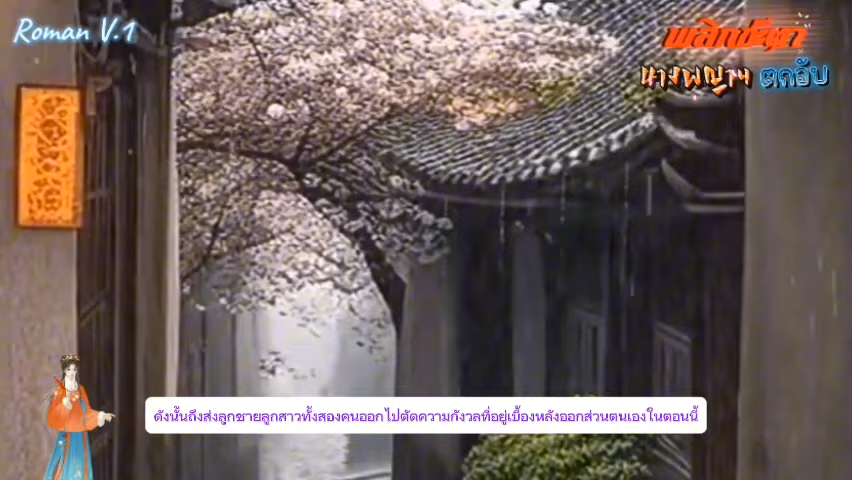 Roman V.1
พลิกชะตา
นางพญางู ตกอับ
ดังนั้นถึงส่งลูกชายลูกสาวทั้งสองคนออกไปตัดความกังวลที่อยู่เบื้องหลังออกส่วนตนเองในตอนนี้